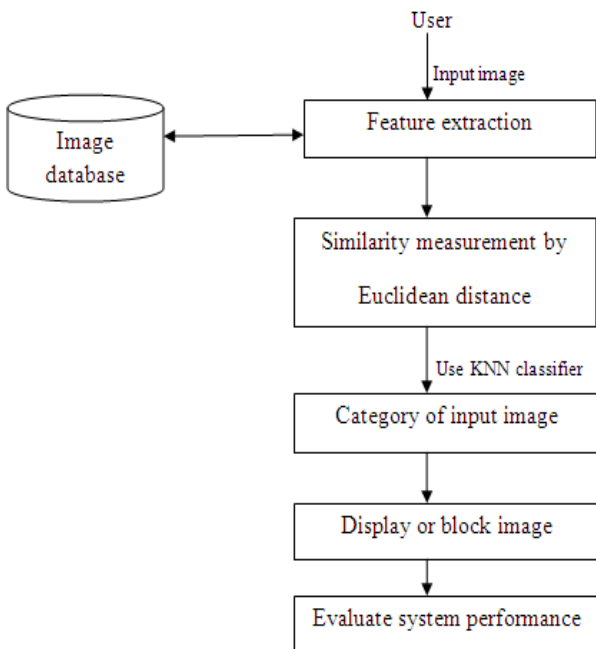 User
Input image
Feature extraction
Image
database
Similarity measurement by
Euclidean distance
Use KNN classifier
Category of input image
Display or block image
Evaluate system performance